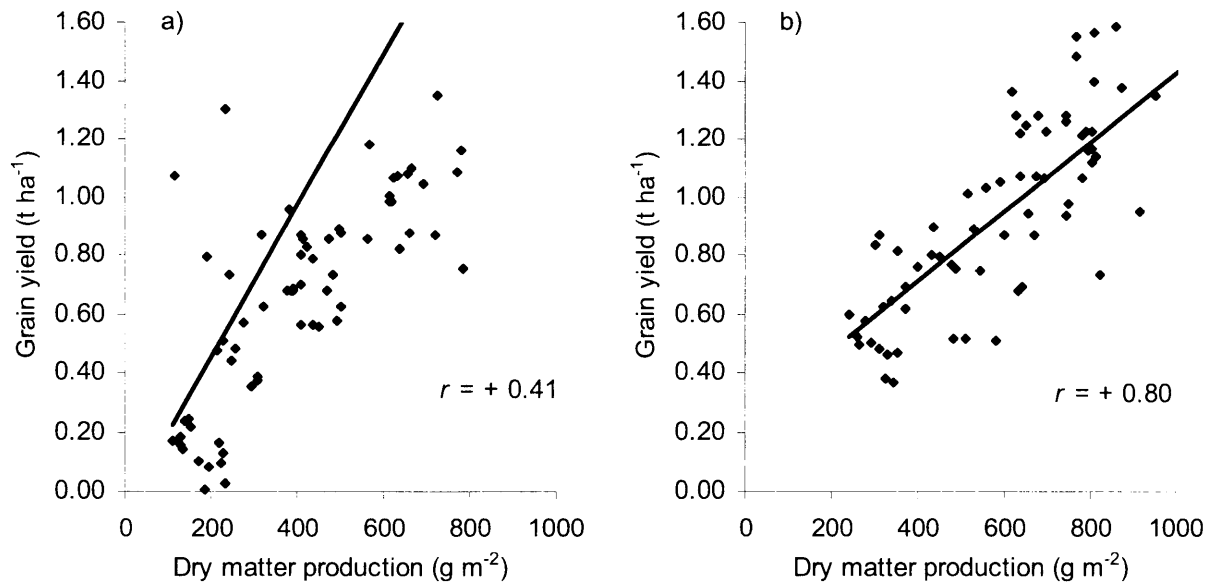 a)
Grain yield (t ha⁻¹)
1.60
1.40
1.20
1.00
0.80
0.60
0.40
0.20
0.00
r = + 0.41
0 200 400 600 800 1000
Dry matter production (g m⁻²)
b)
Grain yield (t ha⁻¹)
1.60
1.40
1.20
1.00
0.80
0.60
0.40
0.20
0.00
r = + 0.80
0 200 400 600 800 1000
Dry matter production (g m⁻²)